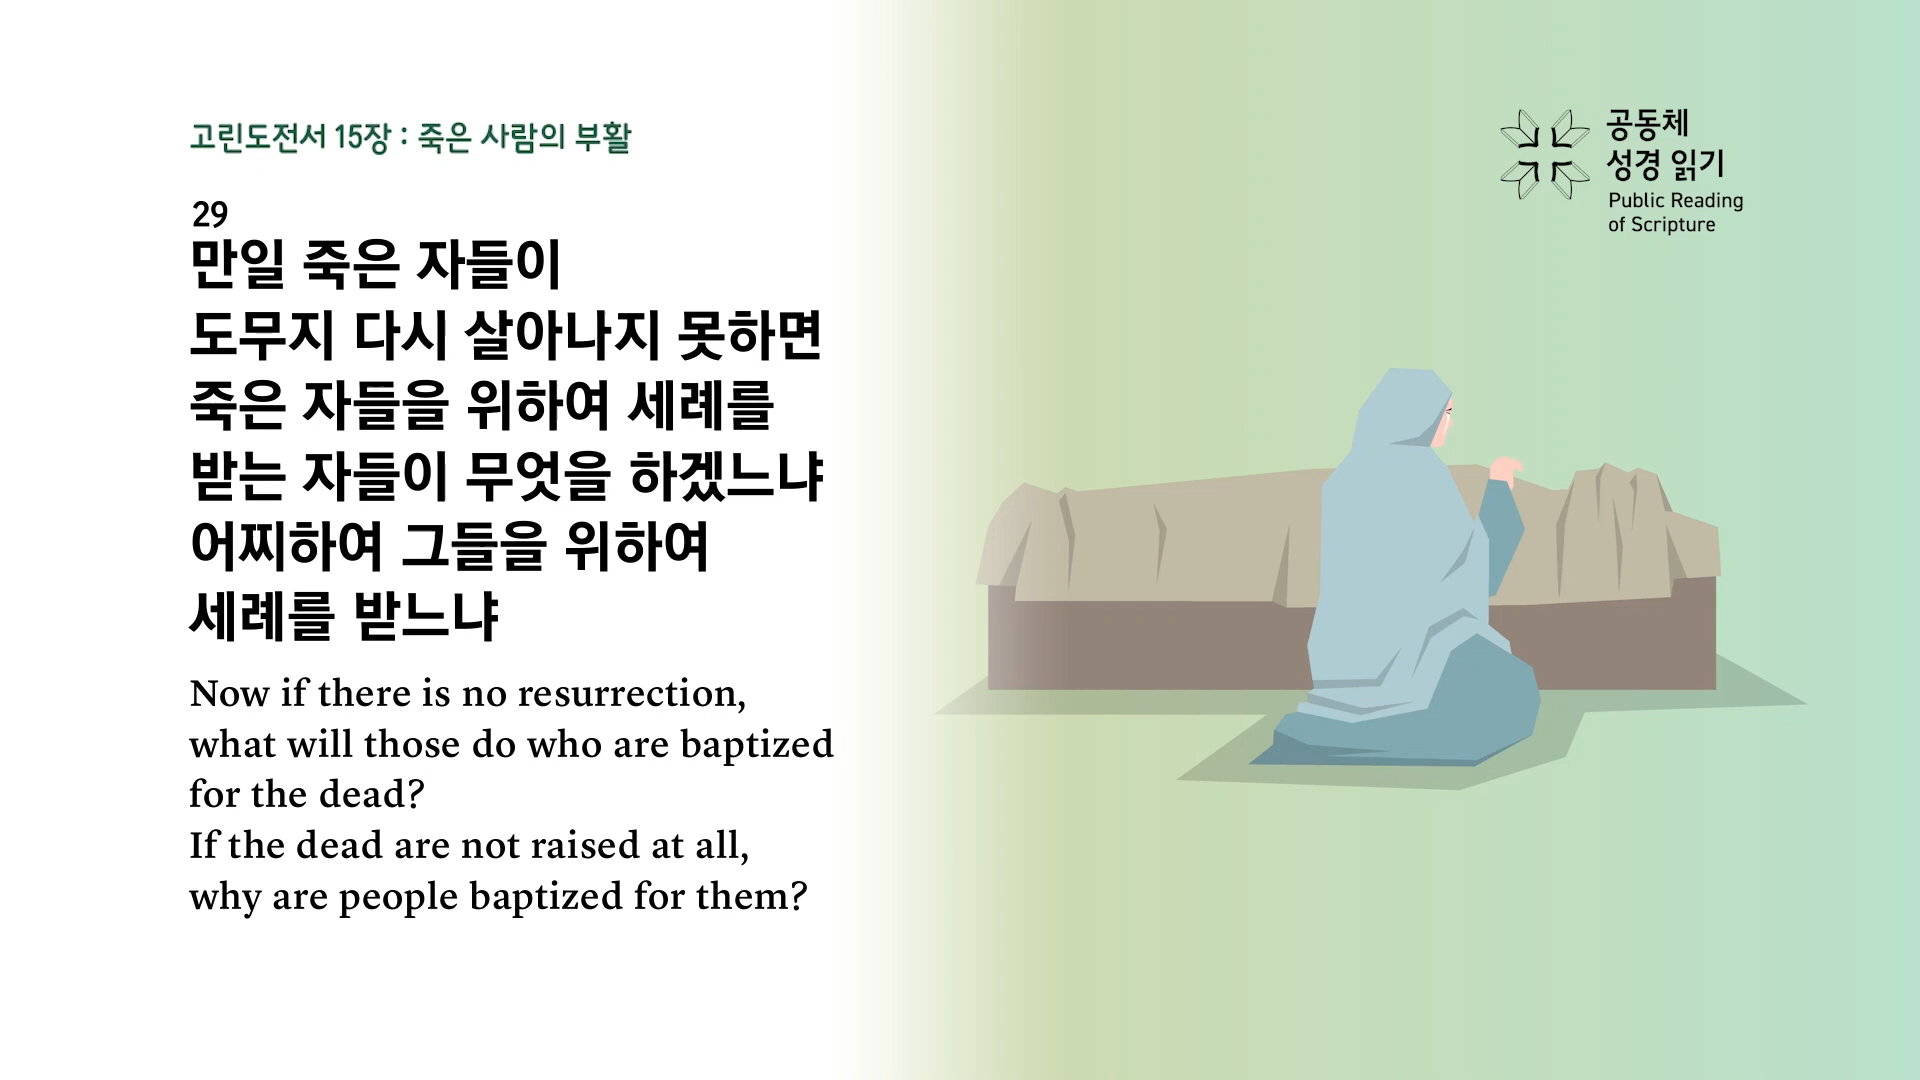 고린도전서 15장 : 죽은 사람의 부활
29
만일 죽은 자들이
도무지 다시 살아나지 못하면
죽은 자들을 위하여 세례를
받는 자들이 무엇을 하겠느냐
어찌하여 그들을 위하여
세례를 받느냐
Now if there is no resurrection,
what will those do who are baptized
for the dead?
If the dead are not raised at all,
why are people baptized for them?
공동체
성경 읽기
Public Reading
of Scripture